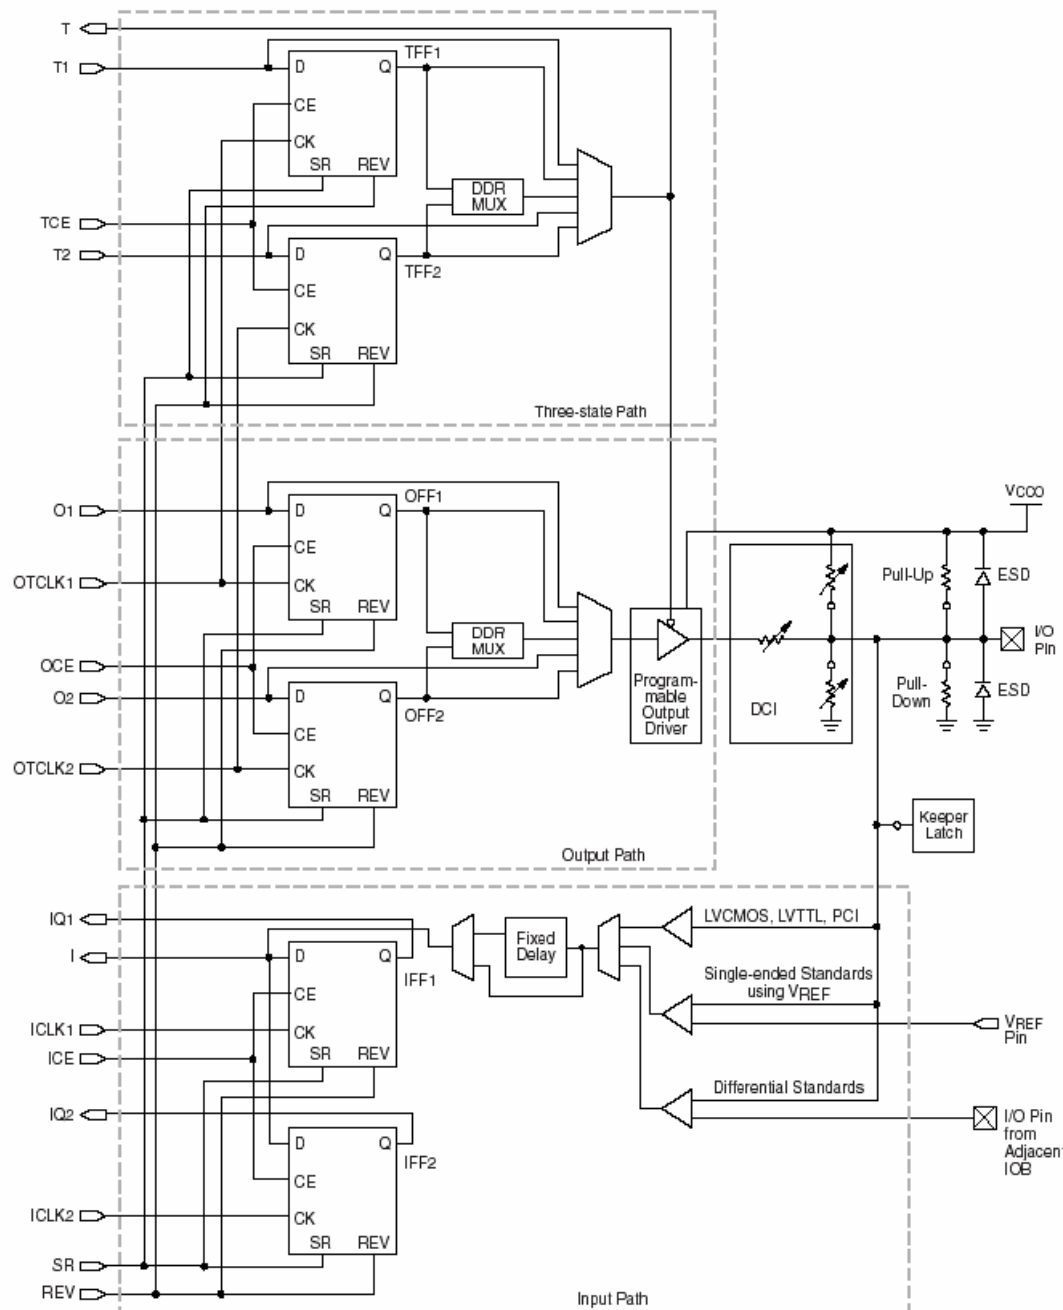 T
T1
D
Q
TFF1
CE
CK
SR
REV
DDR
MUX
TCE
T2
D
Q
TFF2
CE
CK
SR
REV
Three-state Path
O1
D
Q
OFF1
CE
OTCLK1
CK
SR
REV
DDR
MUX
OCE
O2
D
Q
OFF2
CE
OTCLK2
CK
SR
REV
Program-
mable
Output
Driver
DCI
VCCO
Pull-Up
ESD
I/O
Pin
Pull-
Down
ESD
Keeper
Latch
Output Path
IQ1
I
D
Q
IFF1
CE
ICLK1
CK
ICE
SR
REV
Fixed
Delay
LVCMOS, LVTTL, PCI
Single-ended Standards
using VREF
VREF
Pin
Differential Standards
I/O Pin
from
Adjacent
IOB
IQ2
D
Q
IFF2
CE
ICLK2
CK
SR
REV
SR
REV
Input Path